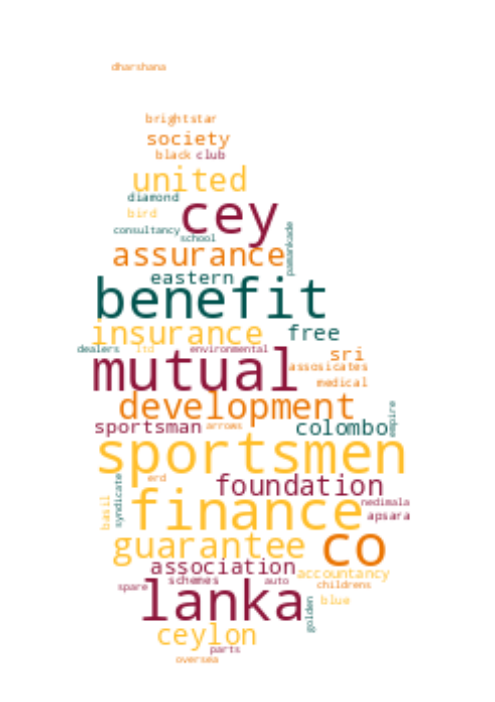 dharshana
brightstar
society
black club
united
diamond
bird
cey
consultancy
school
pamankade
assurance
eastern
benefit
insurance
free
dealers ltd environmental
sri
mutual
assosicates
medical
development
empire
sportsman arrows
colombo
sportsmen
erd
foundation
syndicate
basil
finance
nedimala
apsara
guarantee
co
association
accountancy
spare schemes auto
childrens
lanka
golden
blue
ceylon
parts
oversea